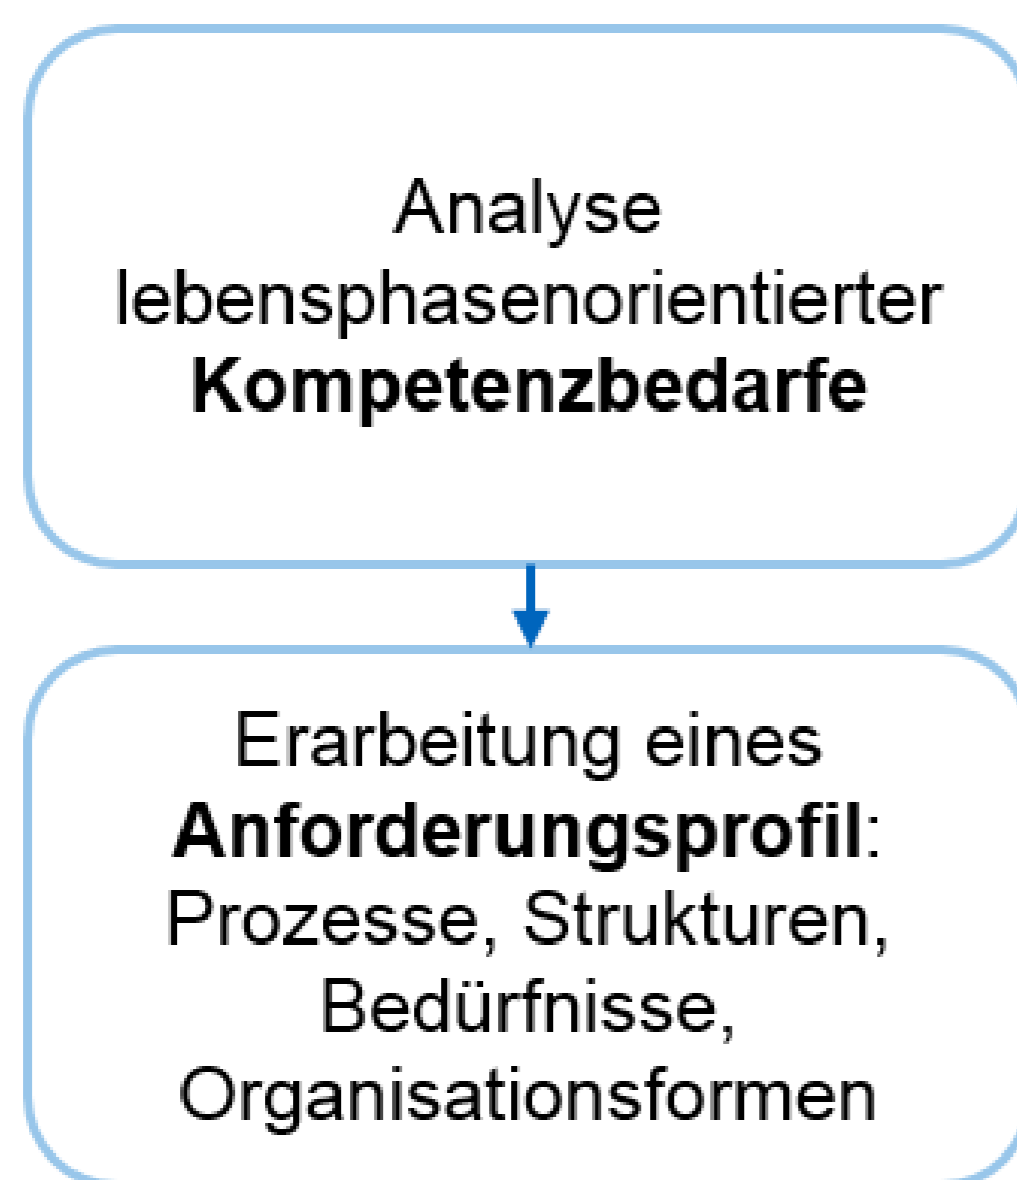 Analyse
lebensphasenorientierter
Kompetenzbedarfe
Erarbeitung eines
Anforderungsprofil:
Prozesse, Strukturen,
Bedürfnisse,
Organisationsformen